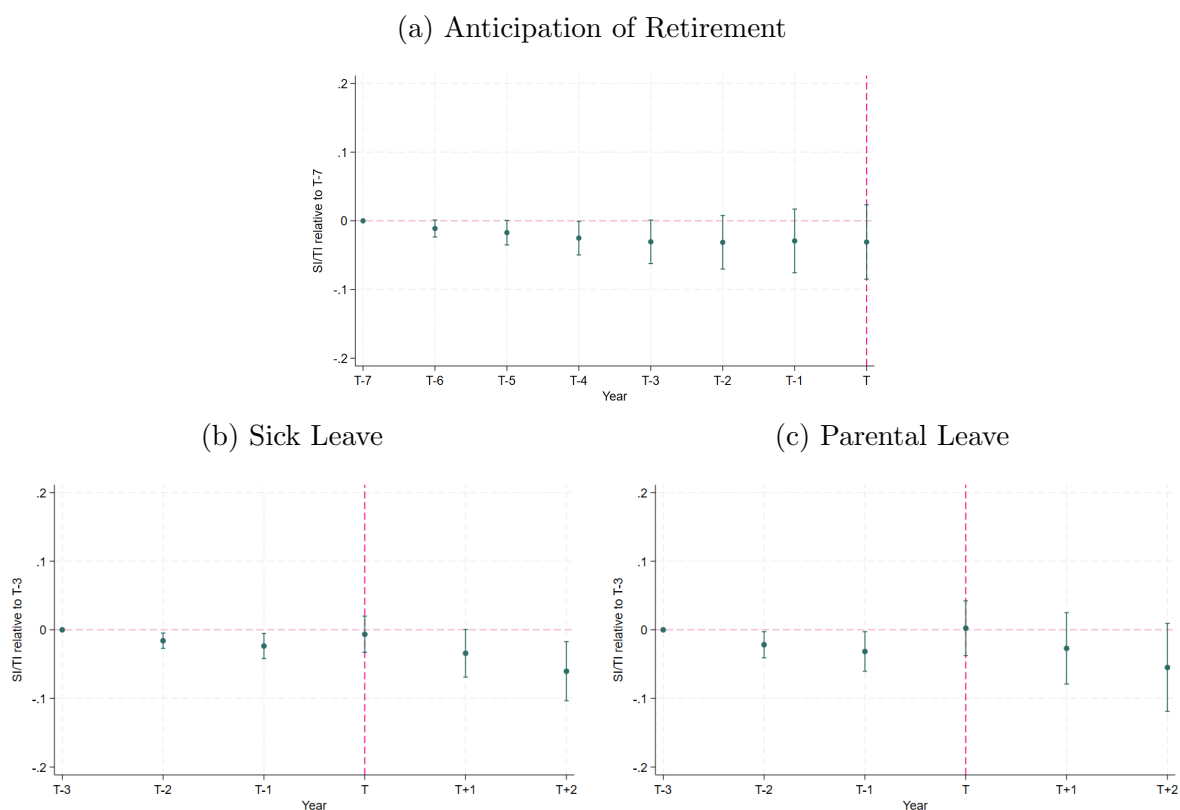 (a) Anticipation of Retirement
SI/TI relative to T-7
.2
.1
0
-.1
-.2
T-7 T-6 T-5 T-4 T-3 T-2 T-1 T
Year
(b) Sick Leave
SI/TI relative to T-3
.2
.1
0
-.1
-.2
T-3 T-2 T-1 T T+1 T+2
Year
(c) Parental Leave
SI/TI relative to T-3
.2
.1
0
-.1
-.2
T-3 T-2 T-1 T T+1 T+2
Year